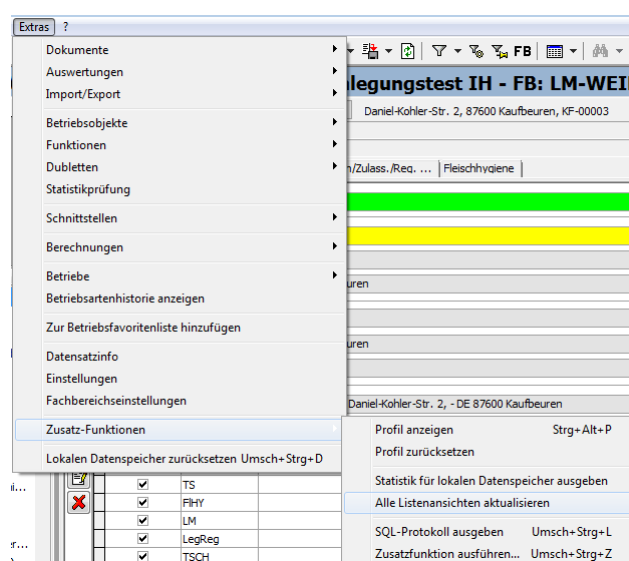 Extras ?
Dokumente
Auswertungen
Import/Export
Betriebsobjekte
Funktionen
Dubletten
Statistikprüfung
Schnittstellen
Berechnungen
Betriebe
Betriebsartenhistorie anzeigen
Zur Betriebsfavoritenliste hinzufügen
Datensatzinfo
Einstellungen
Fachbereichseinstellungen
Zusatz-Funktionen
Lokalen Datenspeicher zurücksetzen Umsch+Strg+D
FB
legungstest IH - FB: LM-WEI
Daniel-Kohler-Str. 2, 87600 Kaufbeuren, KF-00003
n/Zulass./Reg. ... Fleischhygiene
uren
uren
Daniel-Kohler-Str. 2, - DE 87600 Kaufbeuren
Profil anzeigen Strg+Alt+P
Profil zurücksetzen
Statistik für lokalen Datenspeicher ausgeben
Alle Listenansichten aktualisieren
SQL-Protokoll ausgeben Umsch+Strg+L
Zusatzfunktion ausführen... Umsch+Strg+Z
TS
FlHY
LM
LegReg
TSCH